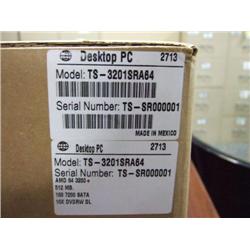 Desktop PC 2713
Model: TS-3201SRA64
Serial Number: TS-SR000001
MADE IN MEXICO
Desktop PC 2713
Model: TS-3201SRA64
Serial Number: TS-SR000001
AMD 64 3200+
512 MB.
160 7200 SATA
16X DVDRW DL